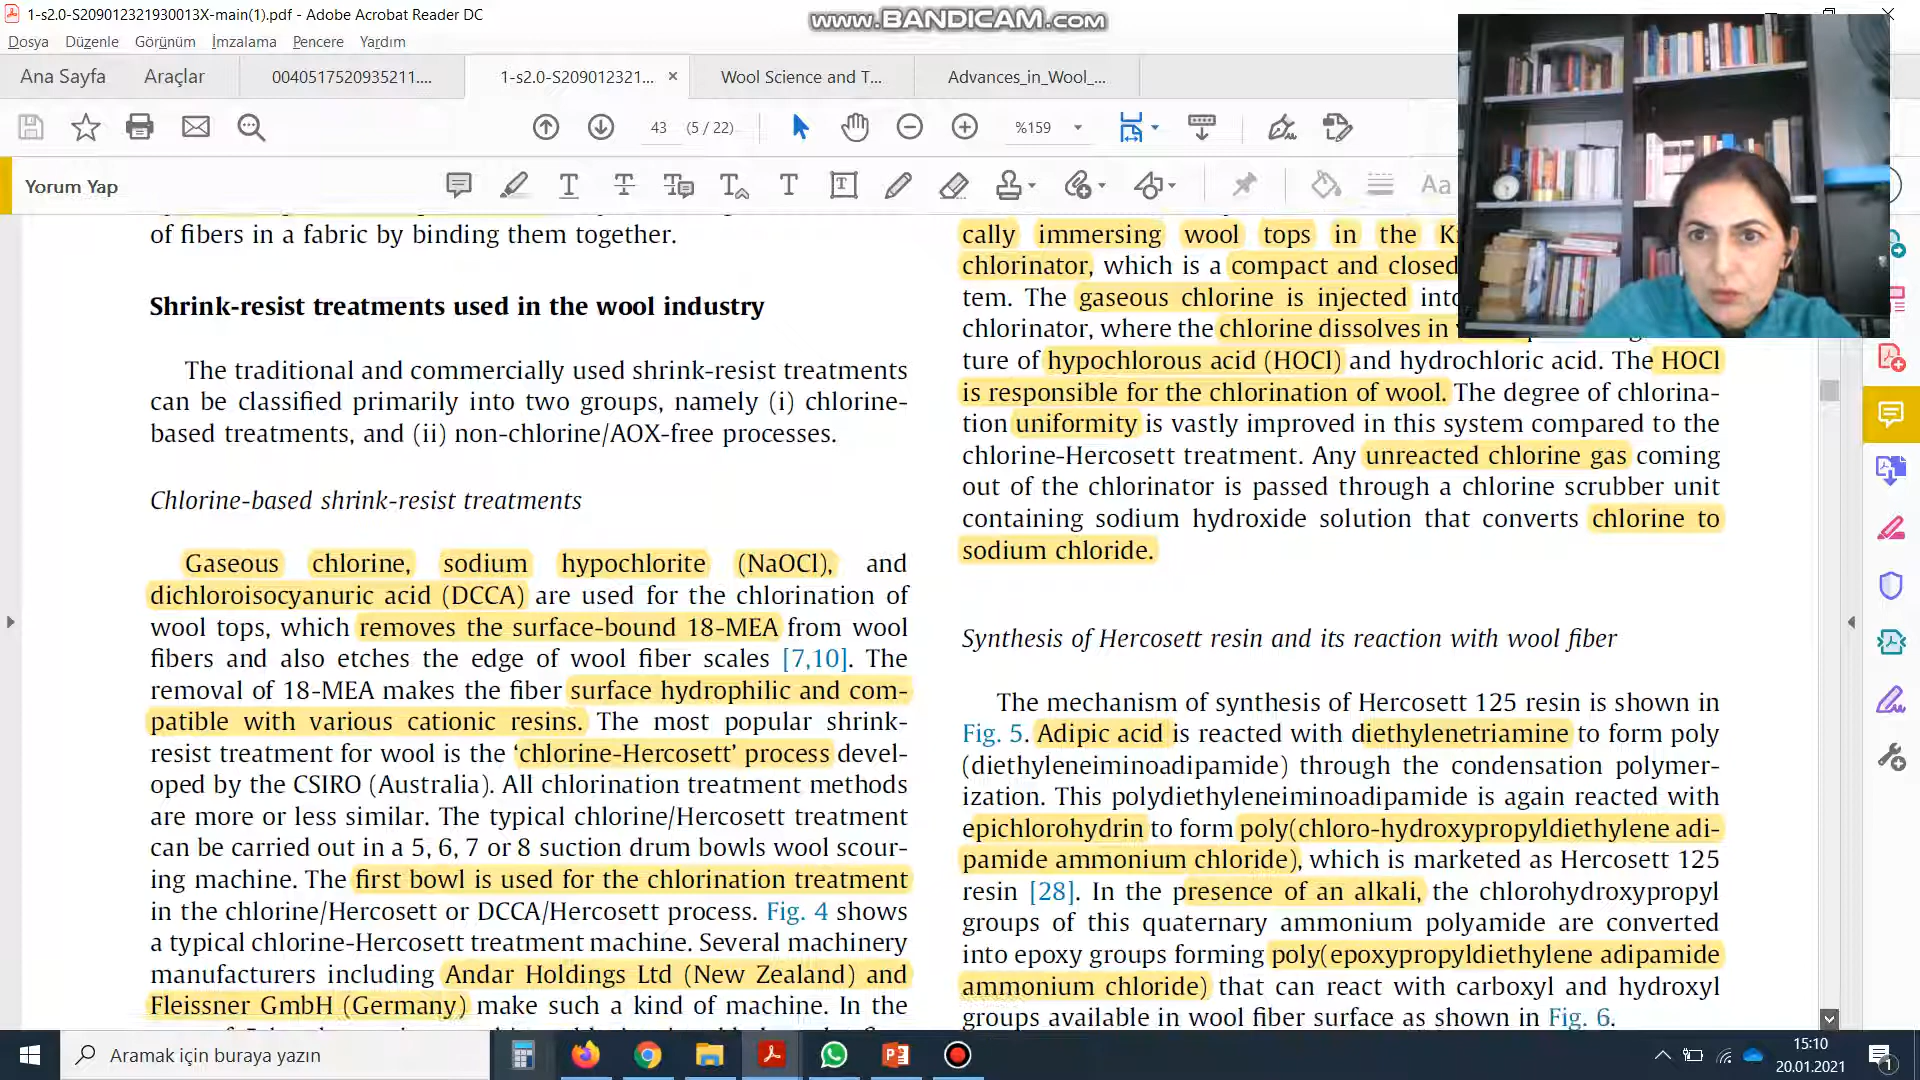 1-s2.0-S209012321930013X-main(1).pdf - Adobe Acrobat Reader DC
www.BANDICAM.com
Dosya Düzenle Görünüm İmzalama Pencere Yardım
Ana Sayfa Araçlar 0040517520935211.... 1-s2.0-S209012321... × Wool Science and T... Advances_in_Wool_...
43 (5 / 22) %159
Yorum Yap
Aa
of fibers in a fabric by binding them together.
Shrink-resist treatments used in the wool industry
The traditional and commercially used shrink-resist treatments
can be classified primarily into two groups, namely (i) chlorine-
based treatments, and (ii) non-chlorine/AOX-free processes.
Chlorine-based shrink-resist treatments
Gaseous chlorine, sodium hypochlorite (NaOCl), and
dichloroisocyanuric acid (DCCA) are used for the chlorination of
wool tops, which removes the surface-bound 18-MEA from wool
fibers and also etches the edge of wool fiber scales [7,10]. The
removal of 18-MEA makes the fiber surface hydrophilic and com-
patible with various cationic resins. The most popular shrink-
resist treatment for wool is the ‘chlorine-Hercosett’ process devel-
oped by the CSIRO (Australia). All chlorination treatment methods
are more or less similar. The typical chlorine/Hercosett treatment
can be carried out in a 5, 6, 7 or 8 suction drum bowls wool scour-
ing machine. The first bowl is used for the chlorination treatment
in the chlorine/Hercosett or DCCA/Hercosett process. Fig. 4 shows
a typical chlorine-Hercosett treatment machine. Several machinery
manufacturers including Andar Holdings Ltd (New Zealand) and
Fleissner GmbH (Germany) make such a kind of machine. In the
cally immersing wool tops in the
chlorinator, which is a compact and closed
tem. The gaseous chlorine is injected
chlorinator, where the chlorine dissolves in
ture of hypochlorous acid (HOCl) and hydrochloric acid. The HOCl
is responsible for the chlorination of wool. The degree of chlorina-
tion uniformity is vastly improved in this system compared to the
chlorine-Hercosett treatment. Any unreacted chlorine gas coming
out of the chlorinator is passed through a chlorine scrubber unit
containing sodium hydroxide solution that converts chlorine to
sodium chloride.
Synthesis of Hercosett resin and its reaction with wool fiber
The mechanism of synthesis of Hercosett 125 resin is shown in
Fig. 5. Adipic acid is reacted with diethylenetriamine to form poly
(diethyleneiminoadipamide) through the condensation polymer-
ization. This polydiethyleneiminoadipamide is again reacted with
epichlorohydrin to form poly(chloro-hydroxypropyldiethylene adi-
pamide ammonium chloride), which is marketed as Hercosett 125
resin [28]. In the presence of an alkali, the chlorohydroxypropyl
groups of this quaternary ammonium polyamide are converted
into epoxy groups forming poly(epoxypropyldiethylene adipamide
ammonium chloride) that can react with carboxyl and hydroxyl
groups available in wool fiber surface as shown in Fig. 6.
Aramak için buraya yazın
15:10
20.01.2021
1